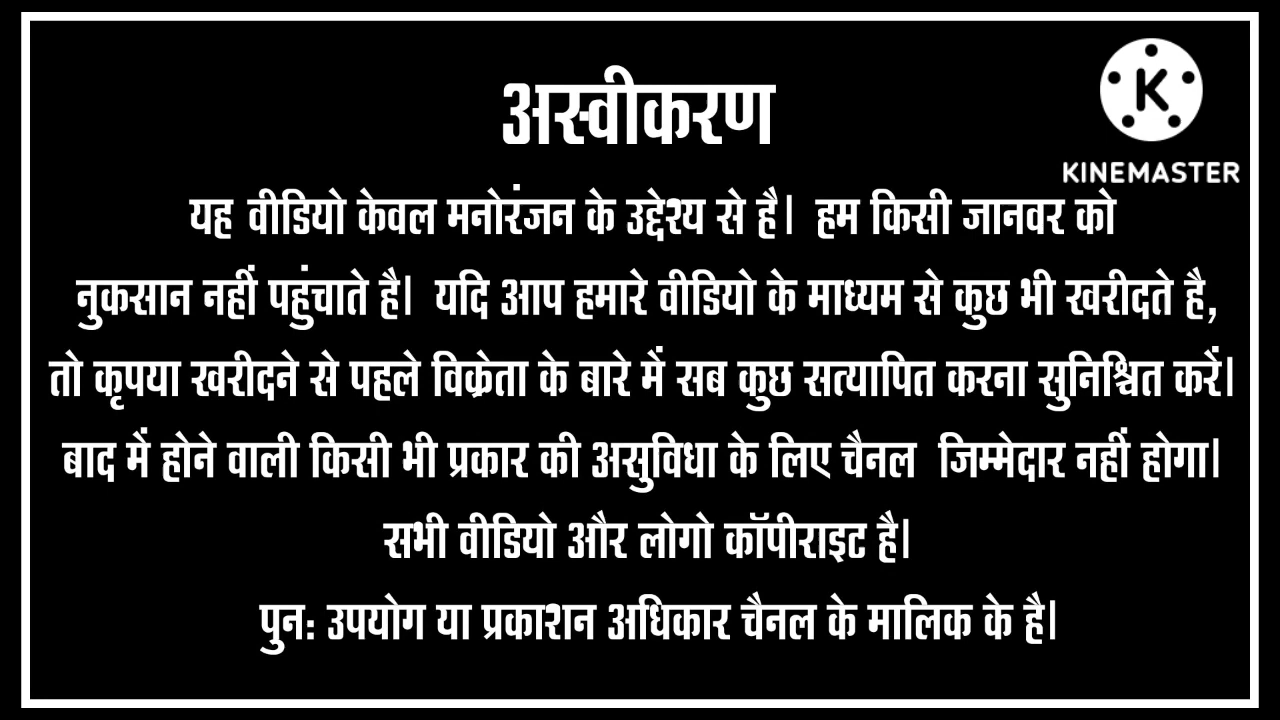 अस्वीकरण
K
KINEMASTER
यह वीडियो केवल मनोरंजन के उद्देश्य से है। हम किसी जानवर को
नुकसान नहीं पहुंचाते है। यदि आप हमारे वीडियो के माध्यम से कुछ भी खरीदते है,
तो कृपया खरीदने से पहले विक्रेता के बारे में सब कुछ सत्यापित करना सुनिश्चित करें।
बाद में होने वाली किसी भी प्रकार की असुविधा के लिए चैनल जिम्मेदार नहीं होगा।
सभी वीडियो और लोगो कॉपीराइट है।
पुन: उपयोग या प्रकाशन अधिकार चैनल के मालिक के है।